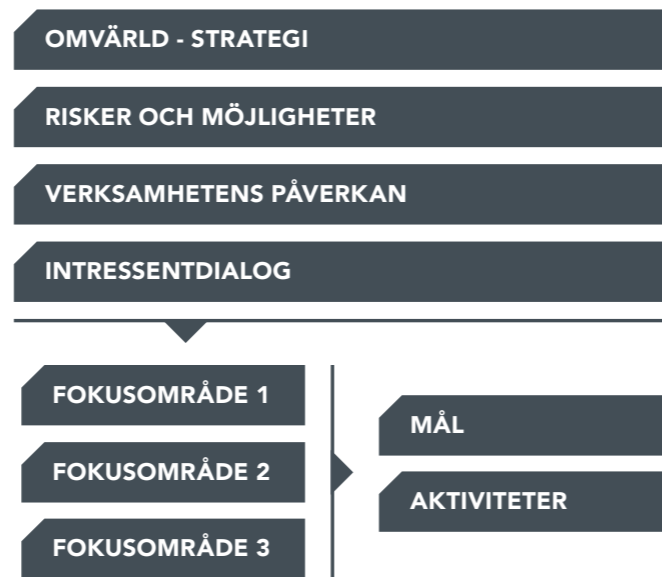 OMVÄRLD - STRATEGI
RISKER OCH MÖJLIGHETER
VERKSAMHETENS PÅVERKAN
INTRESSENTDIALOG
FOKUSOMRÅDE 1
FOKUSOMRÅDE 2
FOKUSOMRÅDE 3
MÅL
AKTIVITETER